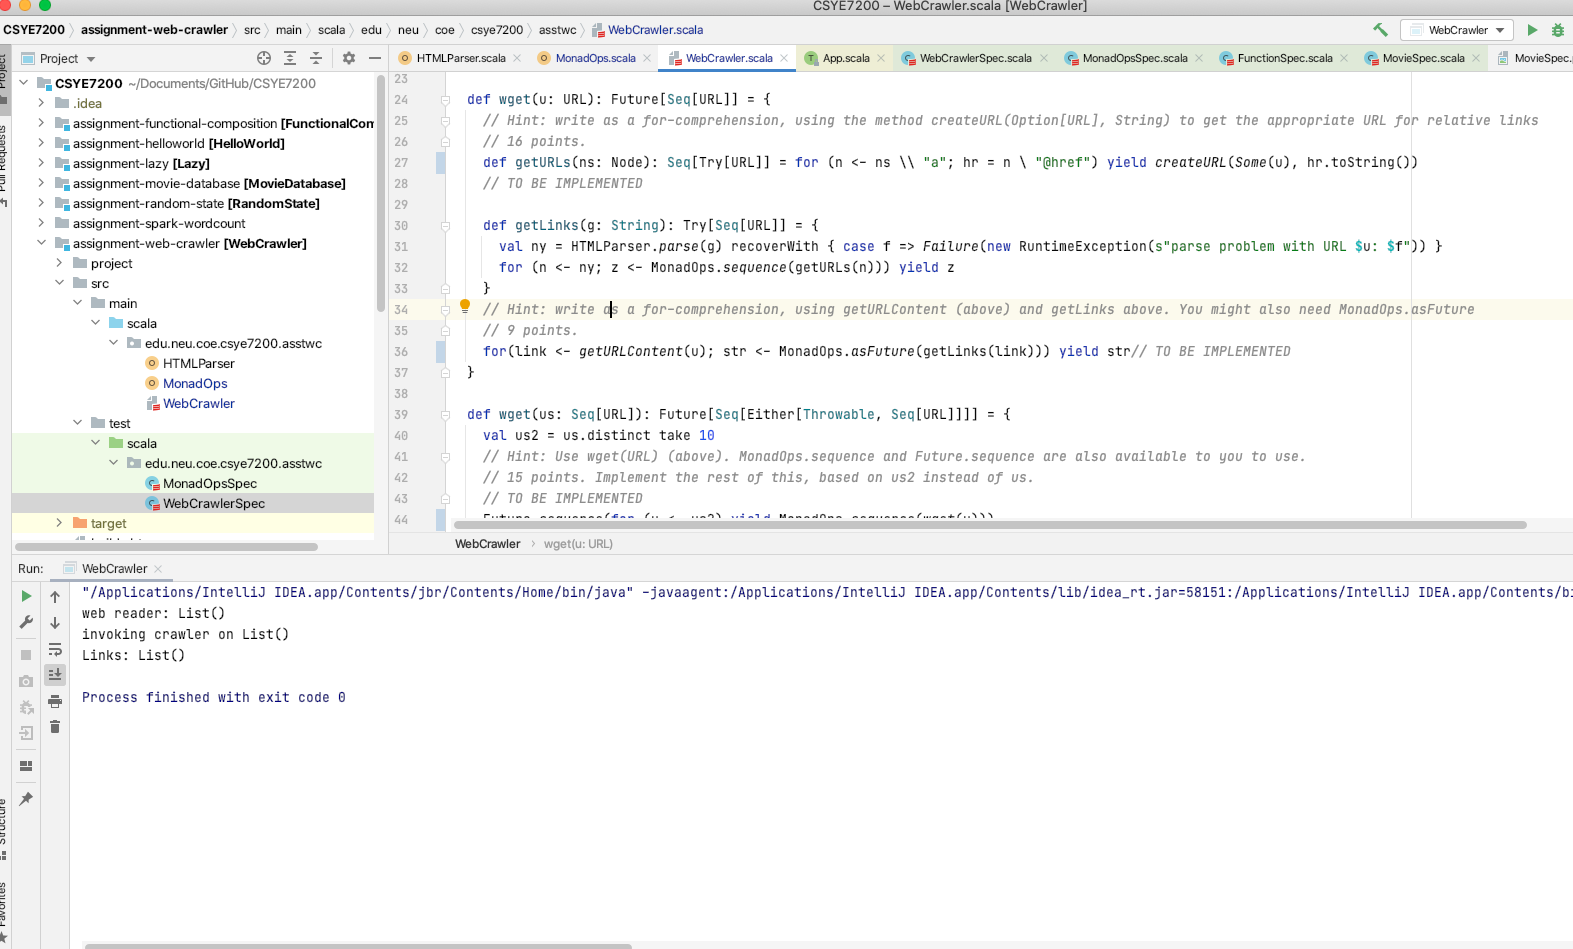 CSYE7200 – WebCrawler.scala [WebCrawler]
CSYE7200 assignment-web-crawler src main scala edu neu coe csye7200 asstwc WebCrawler.scala WebCrawler
Project
HTMLParser.scala MonadOps.scala WebCrawler.scala App.scala WebCrawlerSpec.scala MonadOpsSpec.scala FunctionSpec.scala MovieSpec.scala MovieSpec.
Project
Pull Requests
CSYE7200 ~/Documents/GitHub/CSYE7200
.idea
assignment-functional-composition [FunctionalCom
assignment-helloworld [HelloWorld]
assignment-lazy [Lazy]
assignment-movie-database [MovieDatabase]
assignment-random-state [RandomState]
assignment-spark-wordcount
assignment-web-crawler [WebCrawler]
project
src
main
scala
edu.neu.coe.csye7200.asstwc
HTMLParser
MonadOps
WebCrawler
test
scala
edu.neu.coe.csye7200.asstwc
MonadOpsSpec
WebCrawlerSpec
target
23
24 def wget(u: URL): Future[Seq[URL]] = {
25 // Hint: write as a for-comprehension, using the method createURL(Option[URL], String) to get the appropriate URL for relative links
26 // 16 points.
27 def getURLs(ns: Node): Seq[Try[URL]] = for (n <- ns \\ "a"; hr = n \ "@href") yield createURL(Some(u), hr.toString())
28 // TO BE IMPLEMENTED
29
30 def getLinks(g: String): Try[Seq[URL]] = {
31 val ny = HTMLParser.parse(g) recoverWith { case f => Failure(new RuntimeException(s"parse problem with URL $u: $f")) }
32 for (n <- ny; z <- MonadOps.sequence(getURLs(n))) yield z
33 }
34 // Hint: write as a for-comprehension, using getURLContent (above) and getLinks above. You might also need MonadOps.asFuture
35 // 9 points.
36 for(link <- getURLContent(u); str <- MonadOps.asFuture(getLinks(link))) yield str// TO BE IMPLEMENTED
37 }
38
39 def wget(us: Seq[URL]): Future[Seq[Either[Throwable, Seq[URL]]]] = {
40 val us2 = us.distinct take 10
41 // Hint: Use wget(URL) (above). MonadOps.sequence and Future.sequence are also available to you to use.
42 // 15 points. Implement the rest of this, based on us2 instead of us.
43 // TO BE IMPLEMENTED
44 Future.sequence(for (u <- us2) yield MonadOps.sequence(wget(u)))
WebCrawler wget(u: URL)
Run: WebCrawler
"/Applications/IntelliJ IDEA.app/Contents/jbr/Contents/Home/bin/java" -javaagent:/Applications/IntelliJ IDEA.app/Contents/lib/idea_rt.jar=58151:/Applications/IntelliJ IDEA.app/Contents/bi
web reader: List()
invoking crawler on List()
Links: List()
Process finished with exit code 0
Structure
Favorites